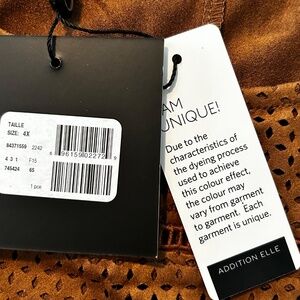 TAILLE
SIZE: 4X
84371559 2242
4 3 1 F15
745424 65
1 pce
I AM
UNIQUE!
Due to the
characteristics of
the dyeing process
used to achieve
this colour effect,
the colour may
vary from garment
to garment. Each
garment is unique.
ADDITION ELLE